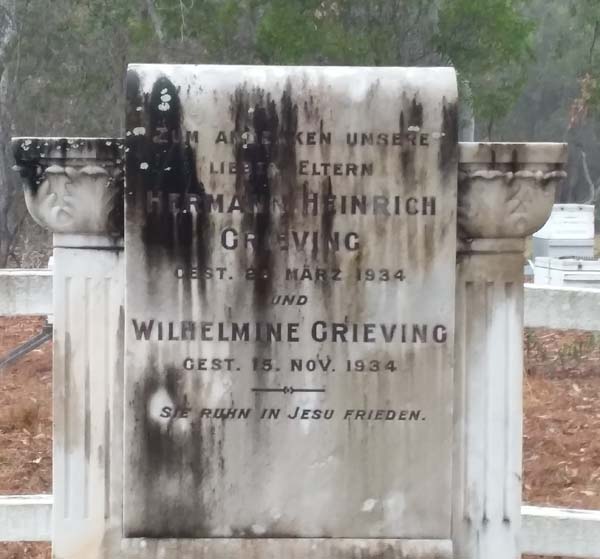 ZUM ANDENKEN UNSERE
LIEBEN ELTERN
HERMANN HEINRICH
GRIEVING
GEST. MÄRZ 1934
UND
WILHELMINE GRIEVING
GEST. 15. NOV. 1934
SIE RUHN IN JESU FRIEDEN.